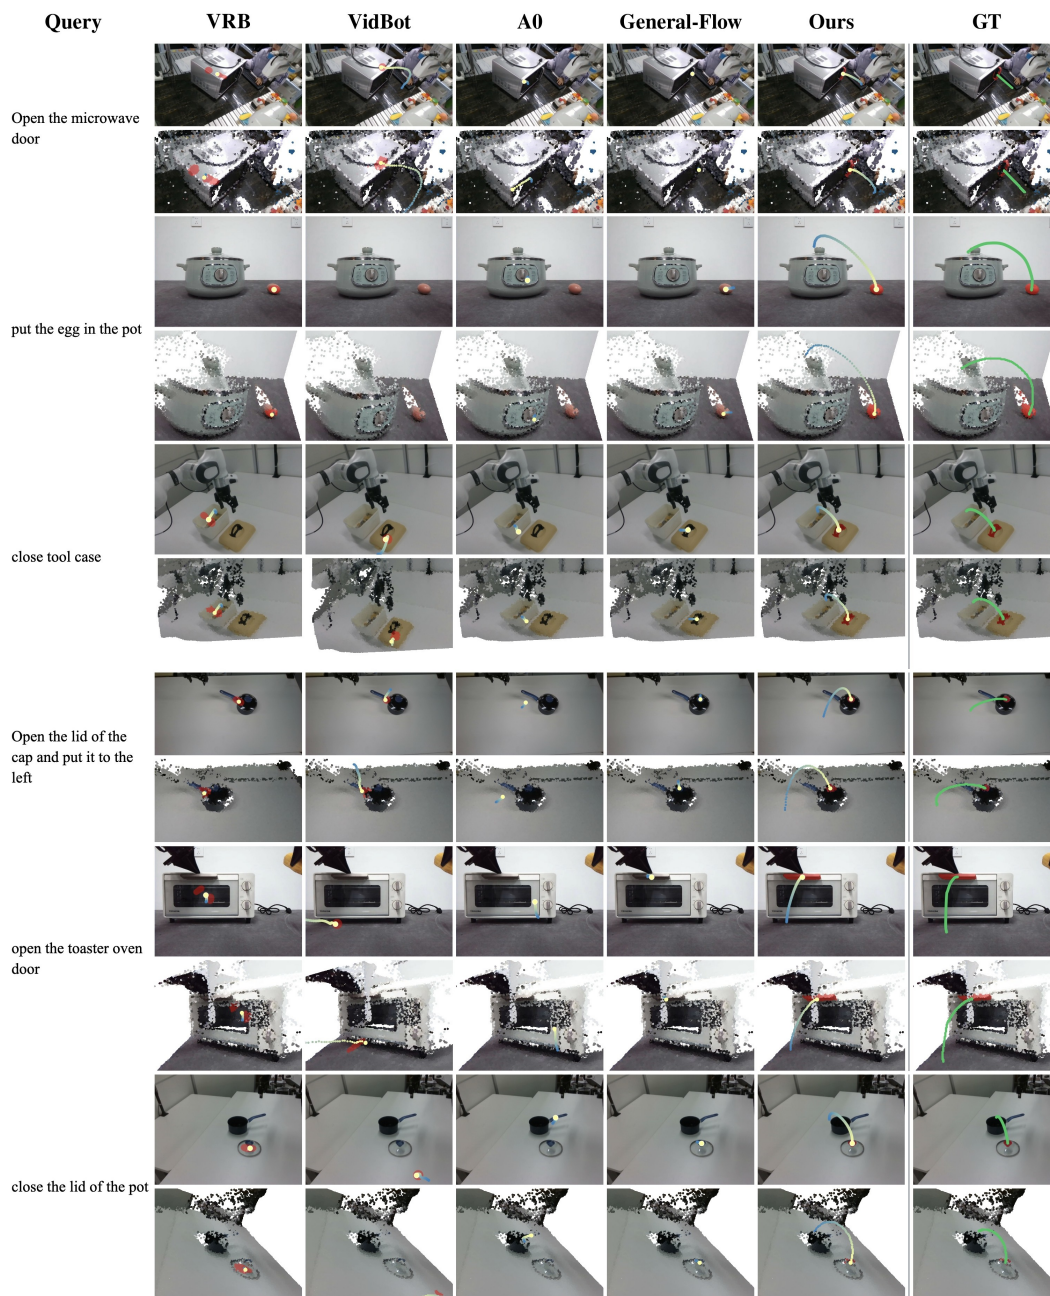 Query VRB VidBot A0 General-Flow Ours GT
Open the microwave
door
put the egg in the pot
close tool case
Open the lid of the
cap and put it to the
left
open the toaster oven
door
close the lid of the pot